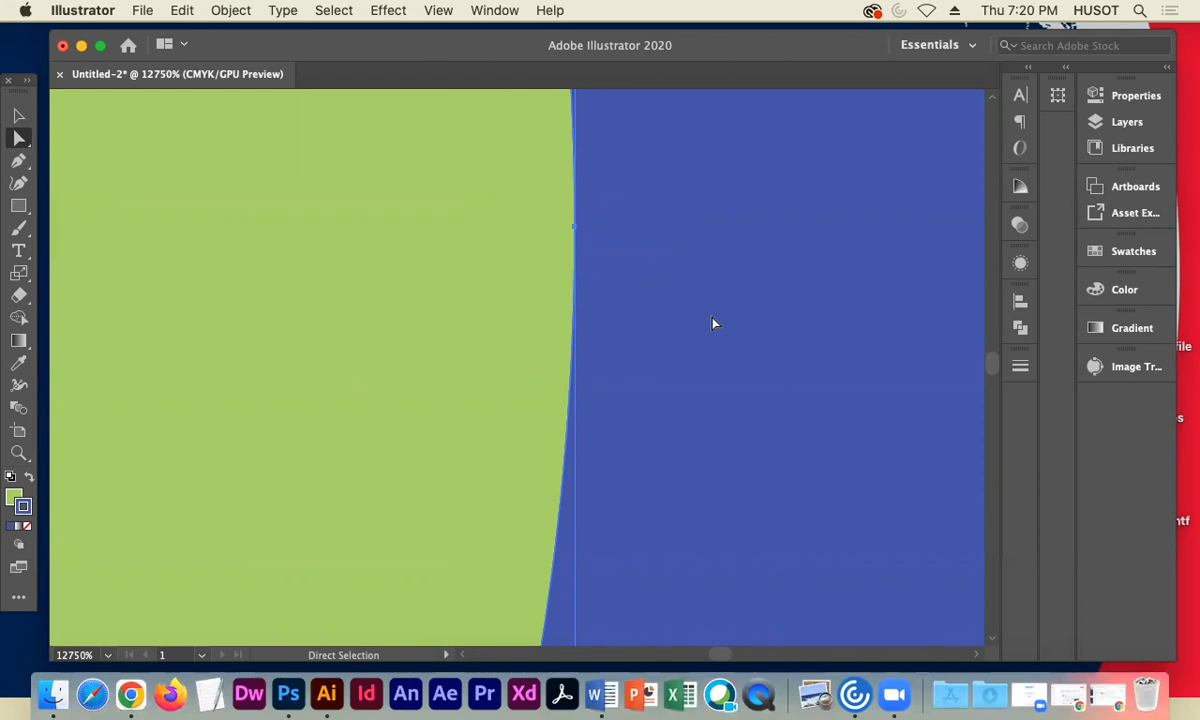 Illustrator File Edit Object Type Select Effect View Window Help Thu 7:20 PM HUSOT
Adobe Illustrator 2020 Essentials Search Adobe Stock
× Untitled-2* @ 12750% (CMYK/GPU Preview)
Properties
Layers
Libraries
Artboards
Asset Ex...
Swatches
Color
Gradient
Image Tr...
file
s
ntf
12750% 1 Direct Selection
Dw Ps Ai Id An Ae Pr Xd W P X